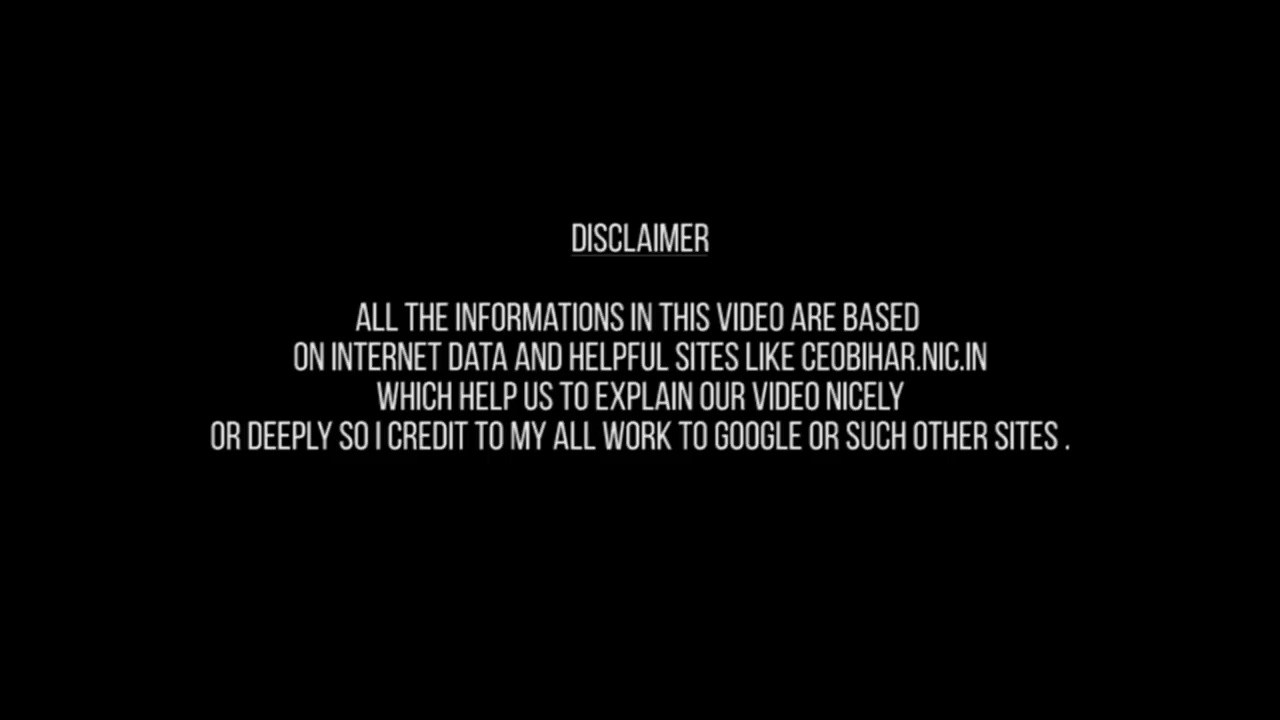 DISCLAIMER
ALL THE INFORMATIONS IN THIS VIDEO ARE BASED
ON INTERNET DATA AND HELPFUL SITES LIKE CEOBIHAR.NIC.IN
WHICH HELP US TO EXPLAIN OUR VIDEO NICELY
OR DEEPLY SO I CREDIT TO MY ALL WORK TO GOOGLE OR SUCH OTHER SITES .